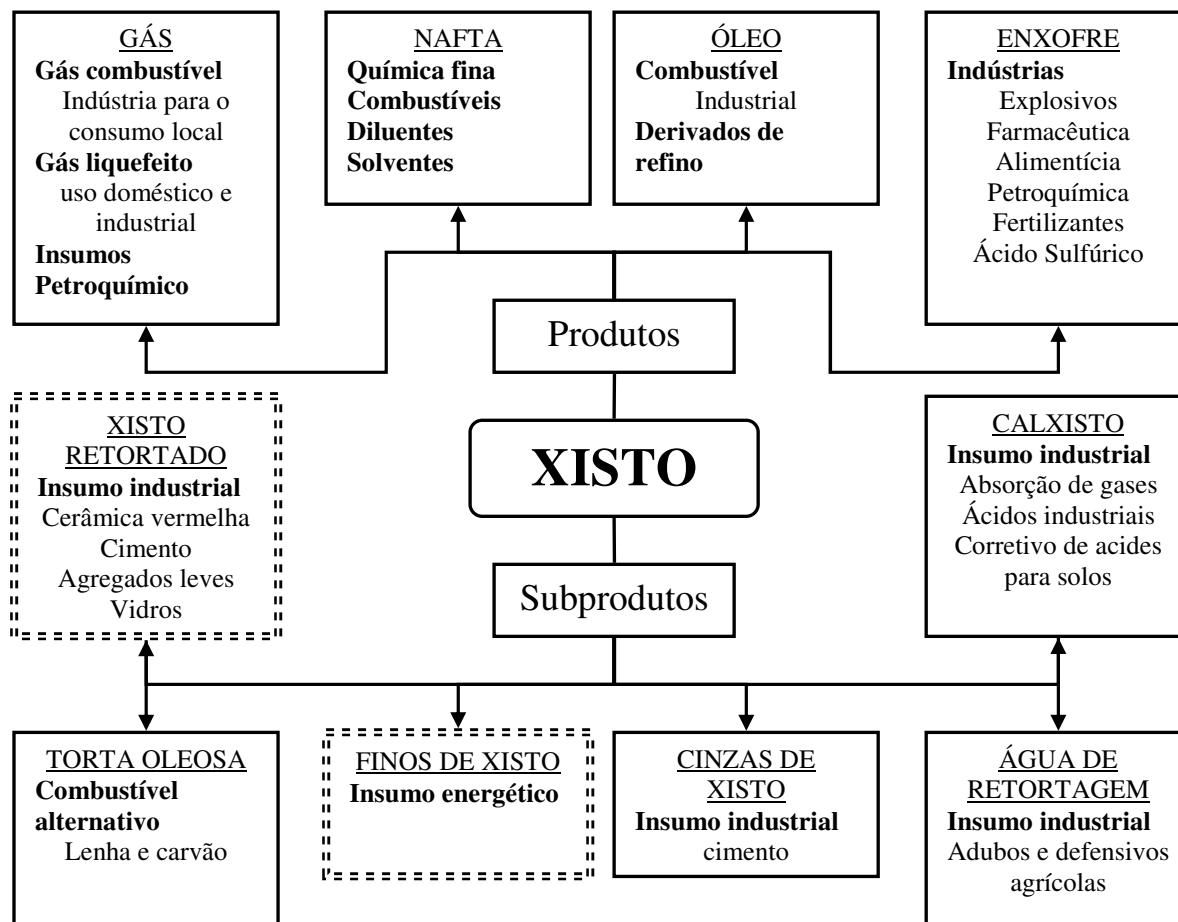 GÁS
Gás combustível
Indústria para o
consumo local
Gás liquefeito
uso doméstico e
industrial
Insumos
Petroquímico
NAFTA
Química fina
Combustíveis
Diluentes
Solventes
ÓLEO
Combustível
Industrial
Derivados de
refino
ENXOFRE
Indústrias
Explosivos
Farmacêutica
Alimentícia
Petroquímica
Fertilizantes
Ácido Sulfúrico
Produtos
XISTO
RETORTADO
Insumo industrial
Cerâmica vermelha
Cimento
Agregados leves
Vidros
XISTO
CALXISTO
Insumo industrial
Absorção de gases
Ácidos industriais
Corretivo de acides
para solos
Subprodutos
TORTA OLEOSA
Combustível
alternativo
Lenha e carvão
FINOS DE XISTO
Insumo energético
CINZAS DE
XISTO
Insumo industrial
cimento
ÁGUA DE
RETORTAGEM
Insumo industrial
Adubos e defensivos
agrícolas